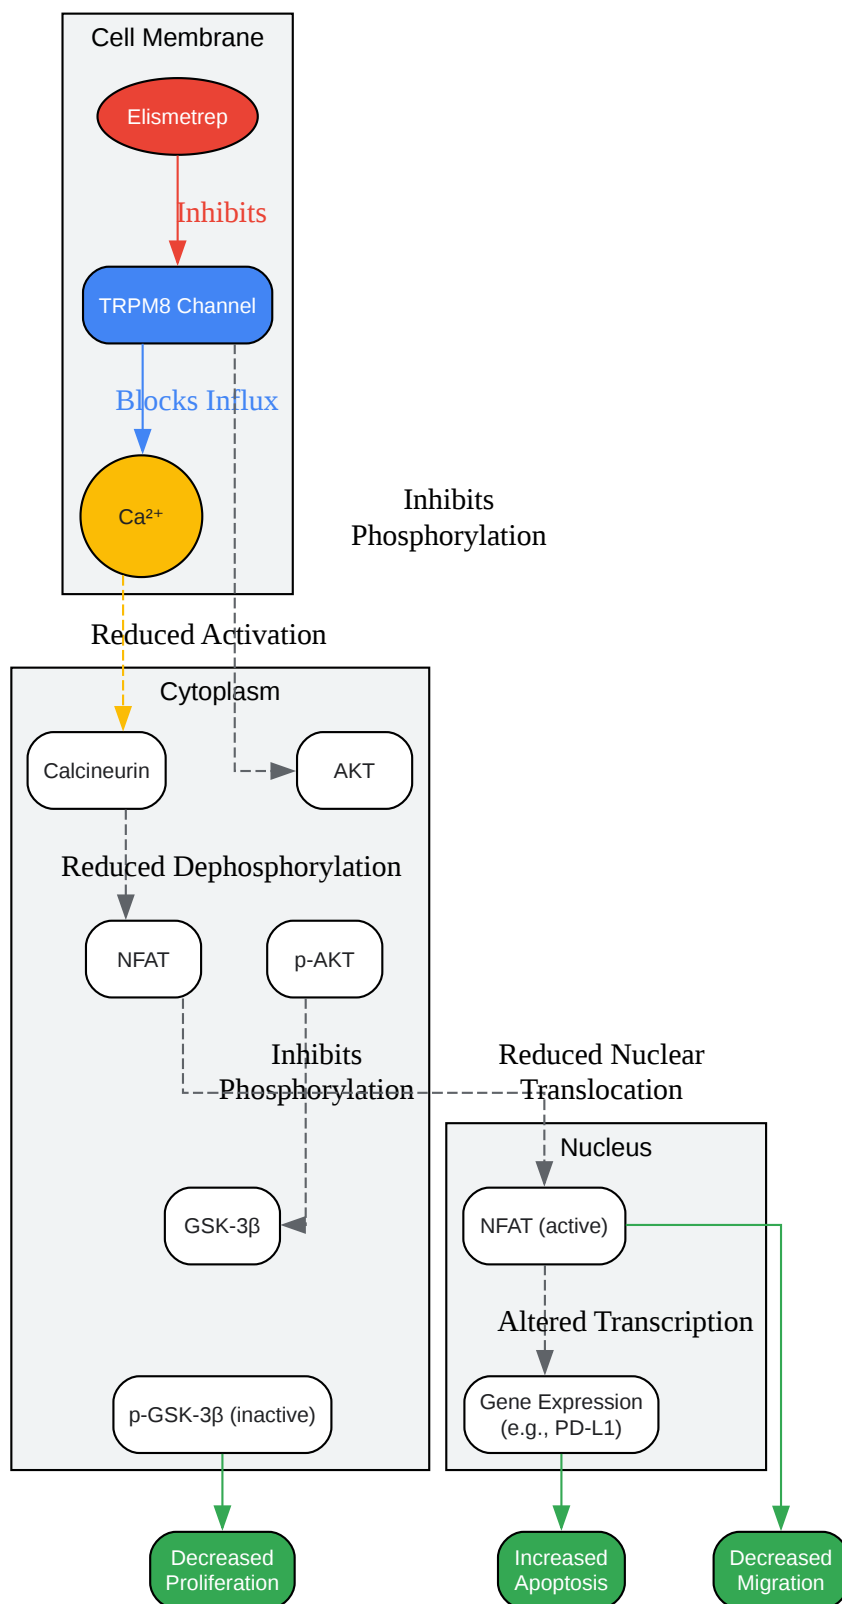 Cell Membrane
Elismetrep
Inhibits
TRPM8 Channel
Blocks Influx
Ca²⁺
Inhibits
Phosphorylation
Reduced Activation
Cytoplasm
Calcineurin
AKT
Reduced Dephosphorylation
NFAT
p-AKT
Inhibits
Phosphorylation
Reduced Nuclear
Translocation
Nucleus
GSK-3β
NFAT (active)
Altered Transcription
p-GSK-3β (inactive)
Gene Expression
(e.g., PD-L1)
Decreased
Proliferation
Increased
Apoptosis
Decreased
Migration